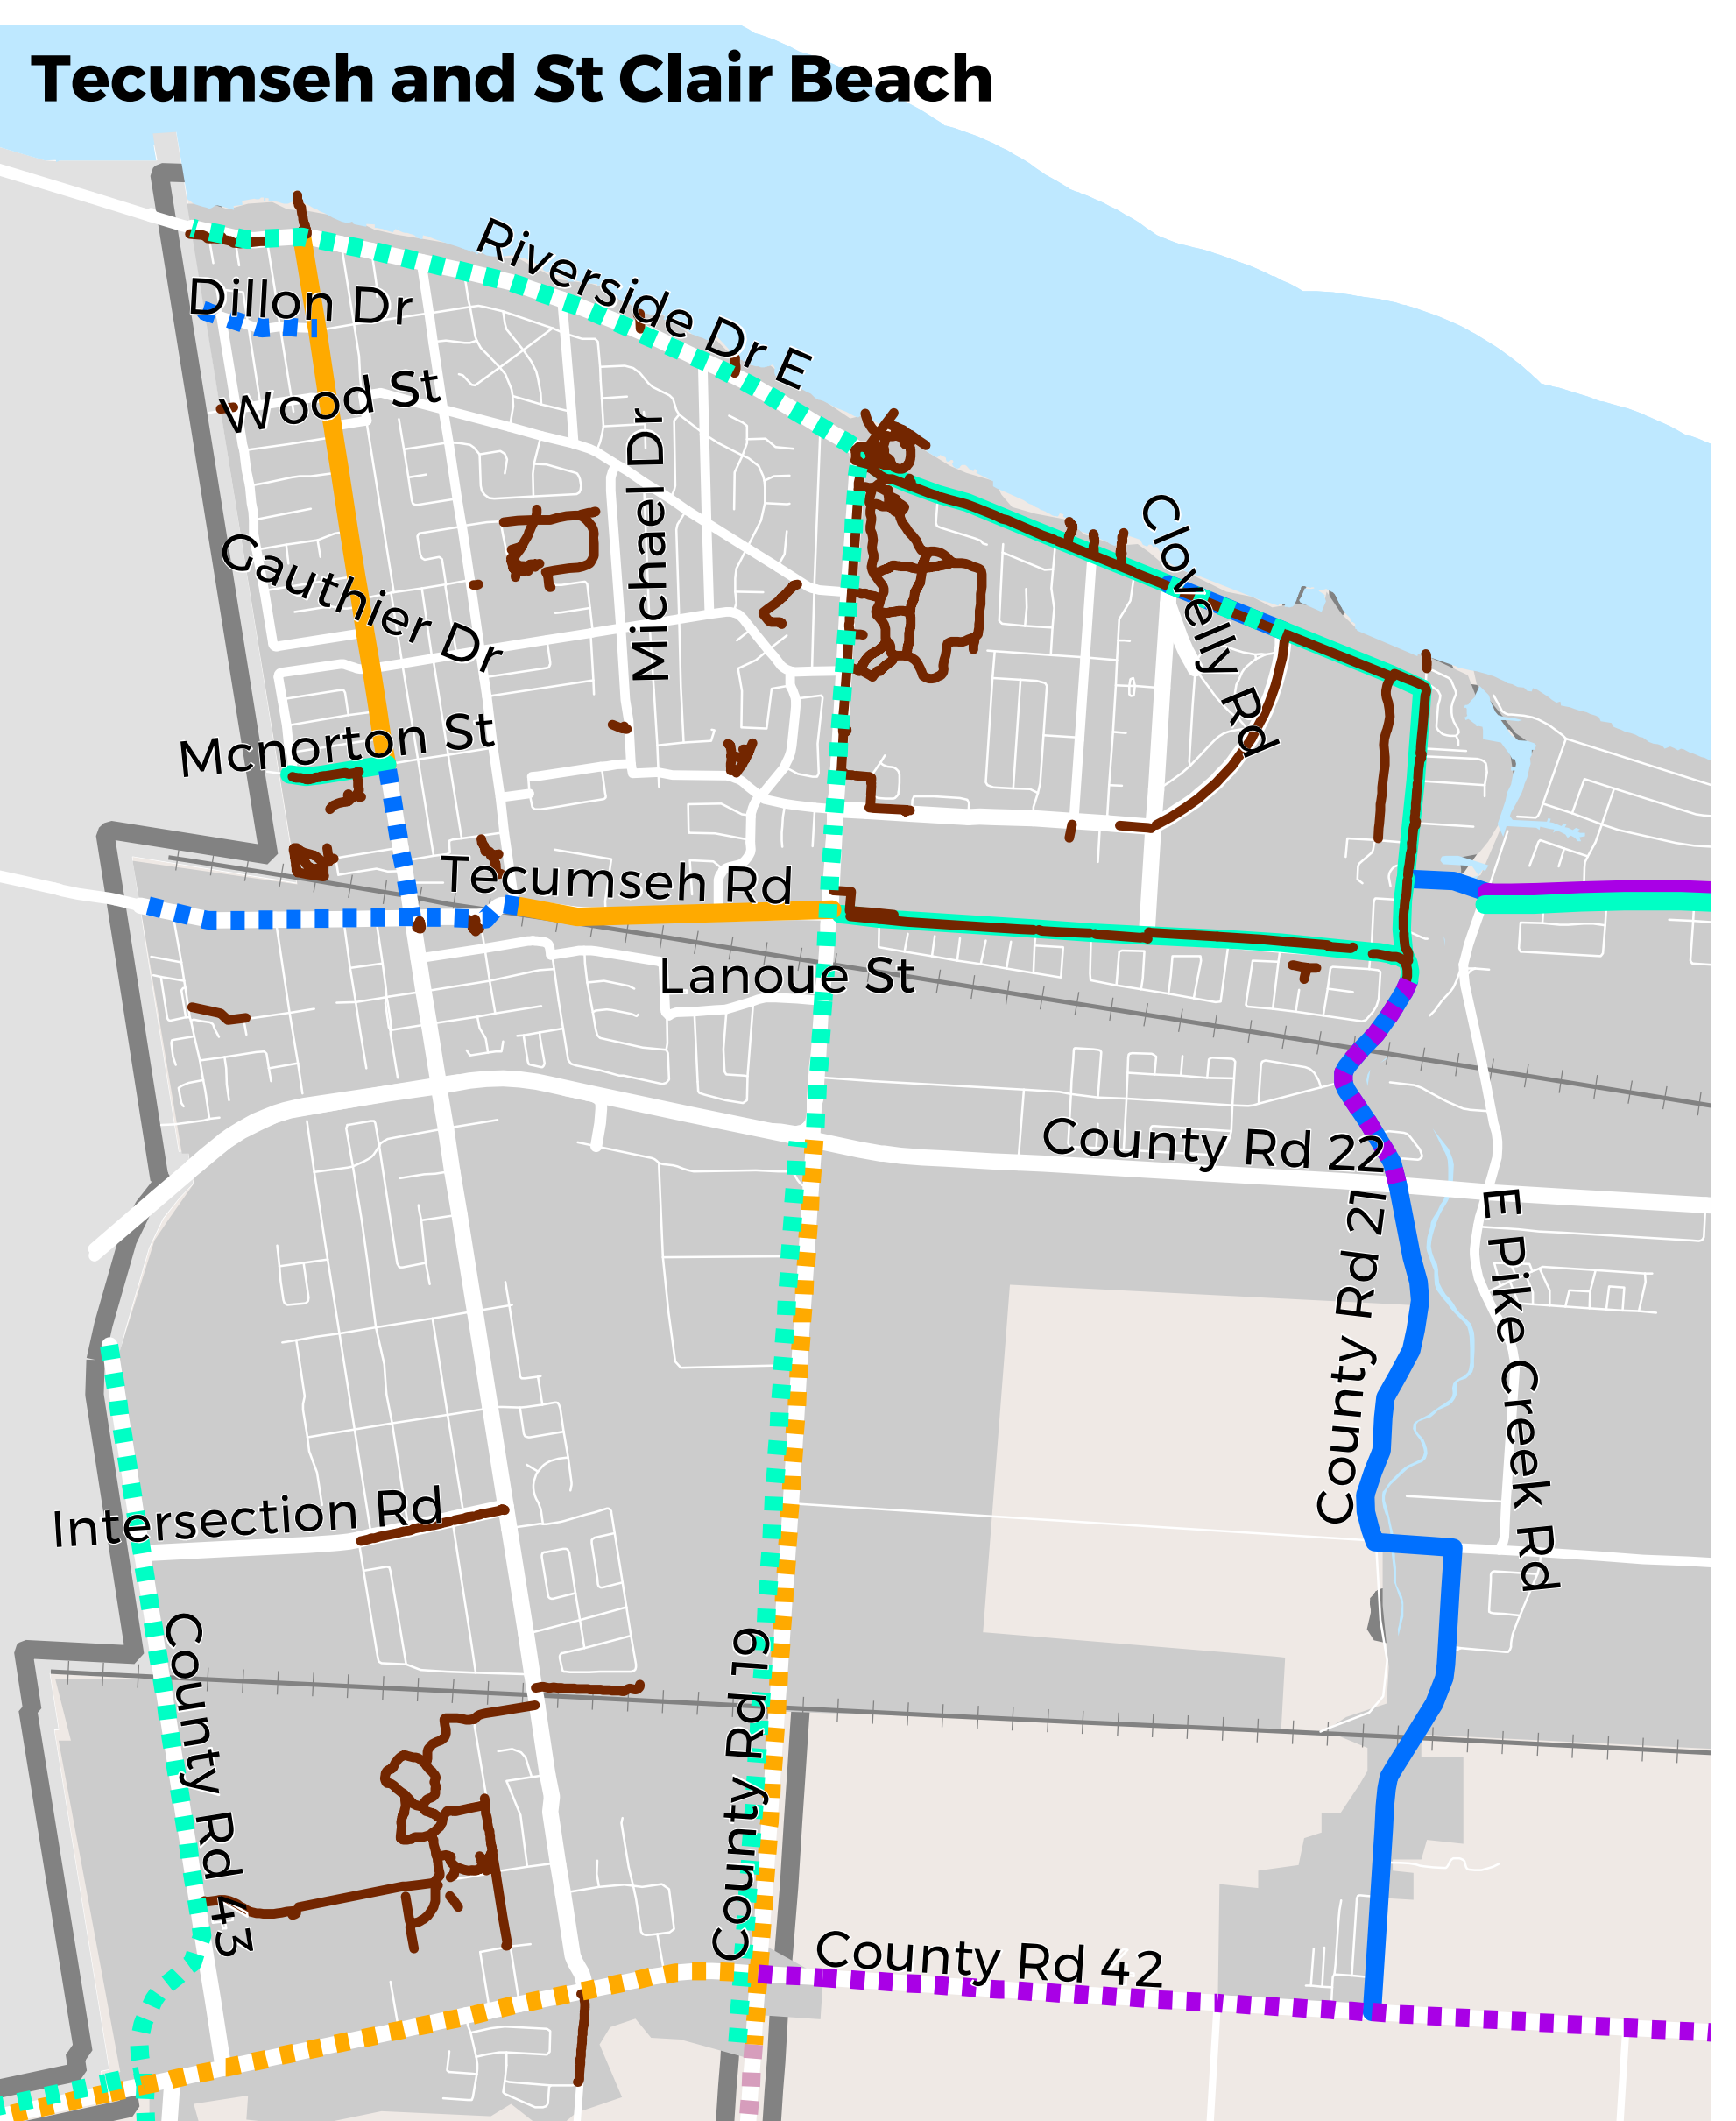 Tecumseh and St Clair Beach
Riverside Dr E
Dillon Dr
Wood St
Michael Dr
Clovelly Rd
Gauthier Dr
Mcnorton St
Tecumseh Rd
Lanoue St
County Rd 22
County Rd 21
E Pike Creek Rd
Intersection Rd
County Rd 43
County Rd 19
County Rd 42